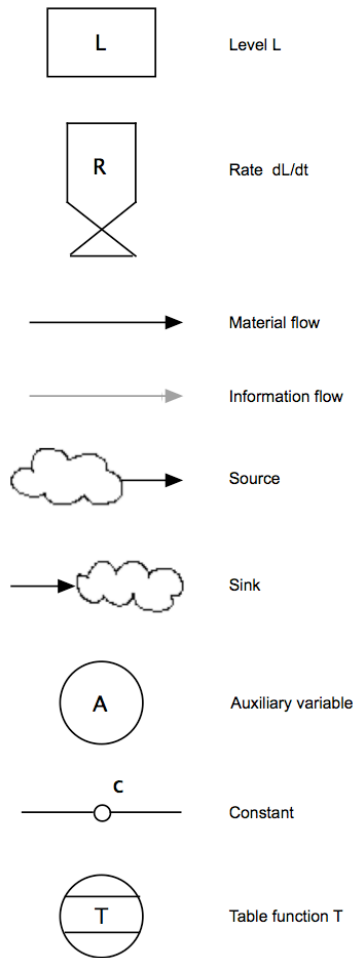 L Level L
R Rate dL/dt
Material flow
Information flow
Source
Sink
A Auxiliary variable
C
Constant
T Table function T